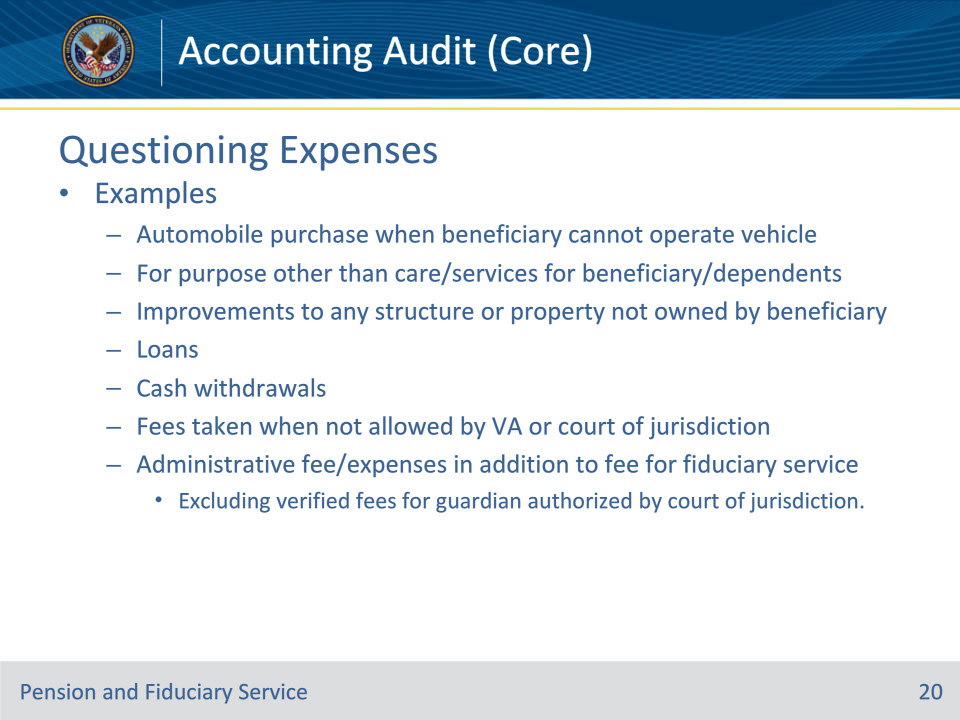 Accounting Audit (Core)
Questioning Expenses
• Examples
– Automobile purchase when beneficiary cannot operate vehicle
– For purpose other than care/services for beneficiary/dependents
– Improvements to any structure or property not owned by beneficiary
– Loans
– Cash withdrawals
– Fees taken when not allowed by VA or court of jurisdiction
– Administrative fee/expenses in addition to fee for fiduciary service
• Excluding verified fees for guardian authorized by court of jurisdiction.
Pension and Fiduciary Service
20
DEPARTMENT OF VETERANS AFFAIRS
UNITED STATES OF AMERICA